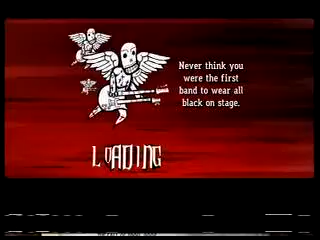 Never think you
were the first
band to wear all
black on stage.
LOADING